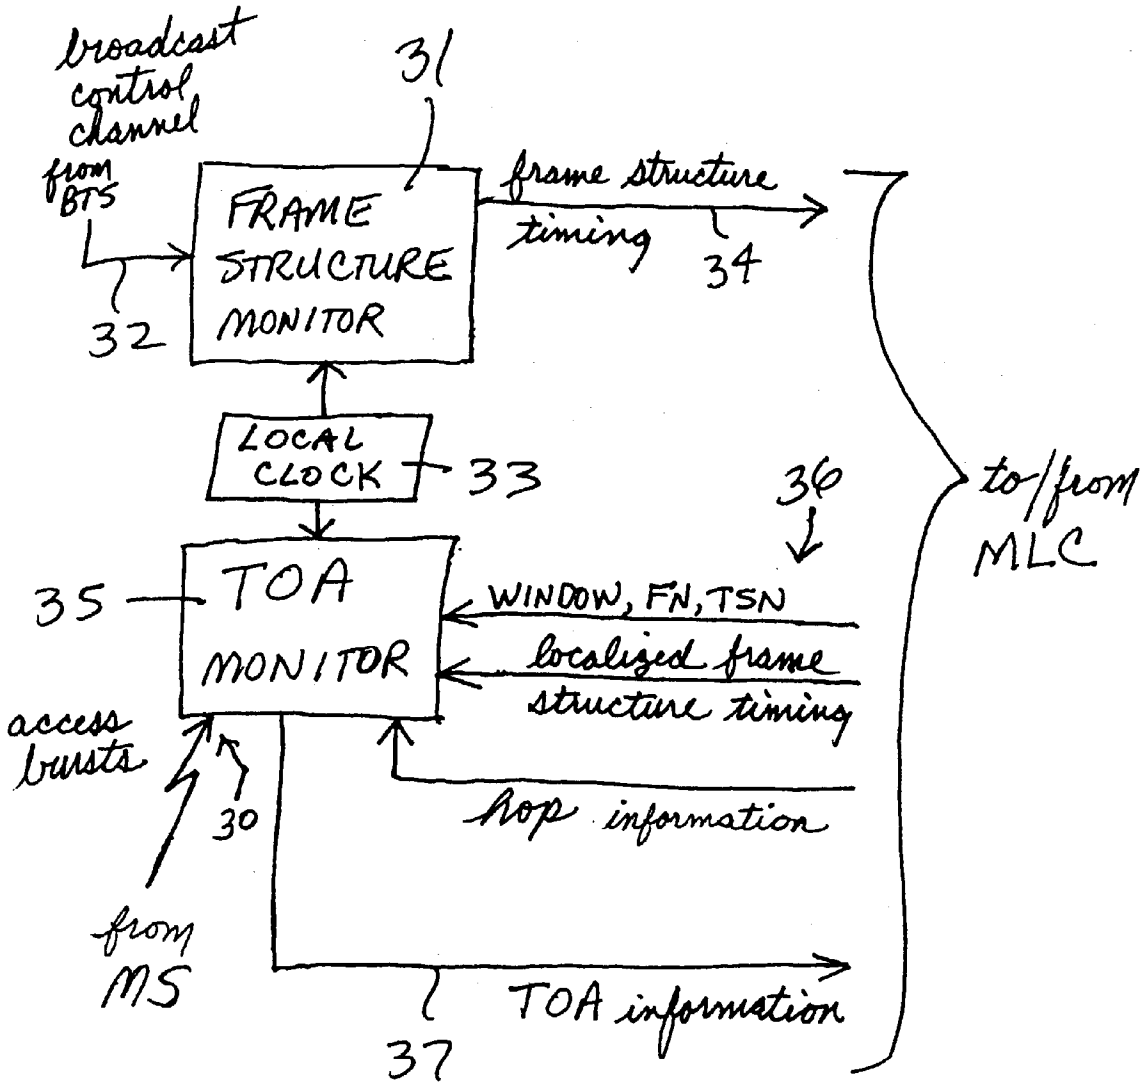 broadcast
control
channel
from
BTS
31
32
FRAME
STRUCTURE
MONITOR
frame structure
timing
34
LOCAL
CLOCK
33
36
to/from
MLC
35
TOA
MONITOR
WINDOW, FN, TSN
localized frame
structure timing
access
bursts
30
hop information
from
MS
TOA information
37